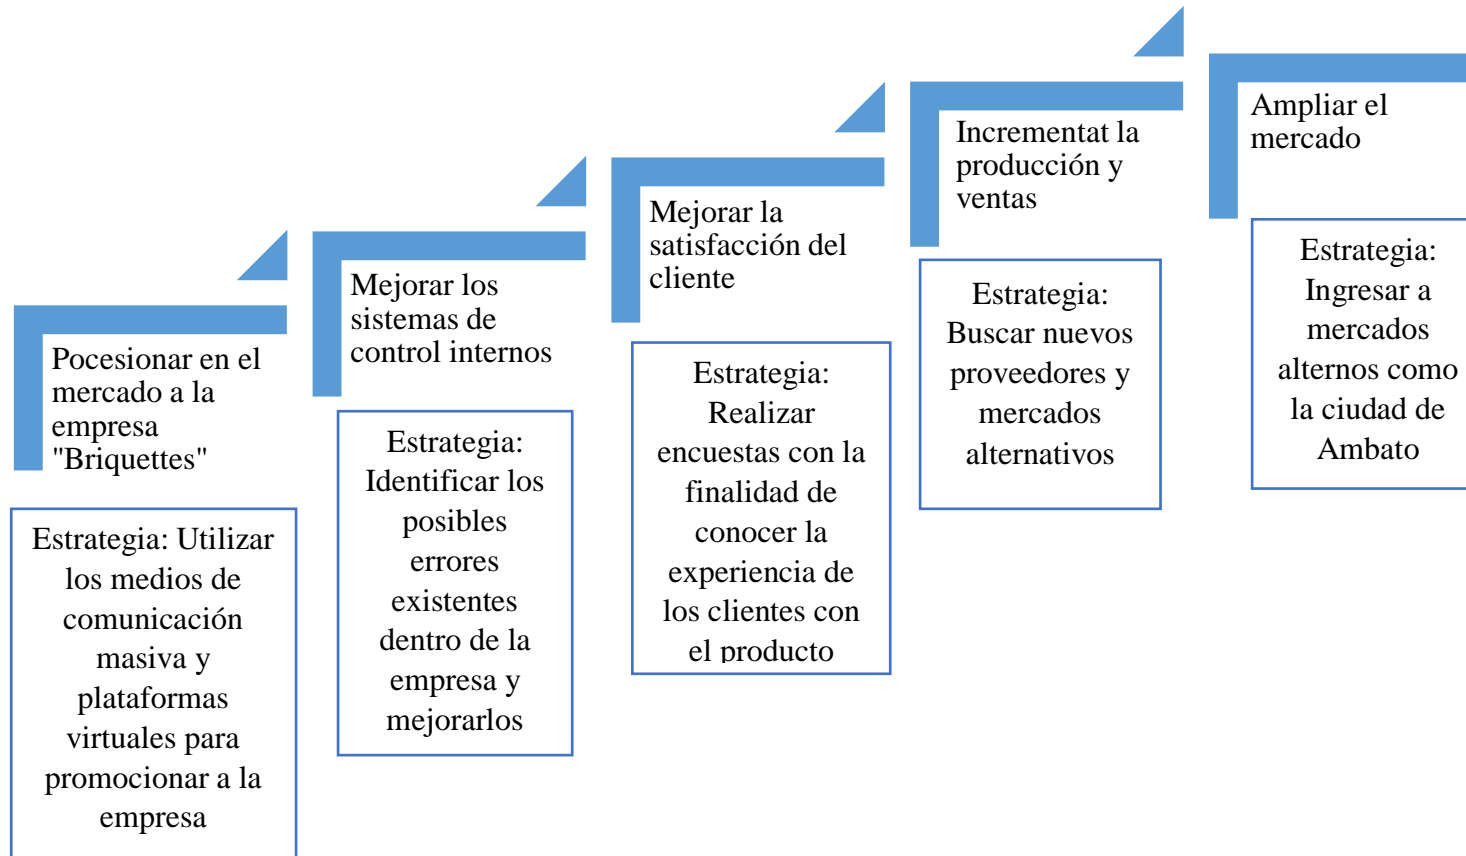 Pocesionar en el
mercado a la
empresa
"Briquettes"
Estrategia: Utilizar
los medios de
comunicación
masiva y
plataformas
virtuales para
promocionar a la
empresa
Mejorar los
sistemas de
control internos
Estrategia:
Identificar los
posibles
errores
existentes
dentro de la
empresa y
mejorarlos
Mejorar la
satisfacción del
cliente
Estrategia:
Realizar
encuestas con la
finalidad de
conocer la
experiencia de
los clientes con
el producto
Incrementat la
producción y
ventas
Estrategia:
Buscar nuevos
proveedores y
mercados
alternativos
Ampliar el
mercado
Estrategia:
Ingresar a
mercados
alternos como
la ciudad de
Ambato